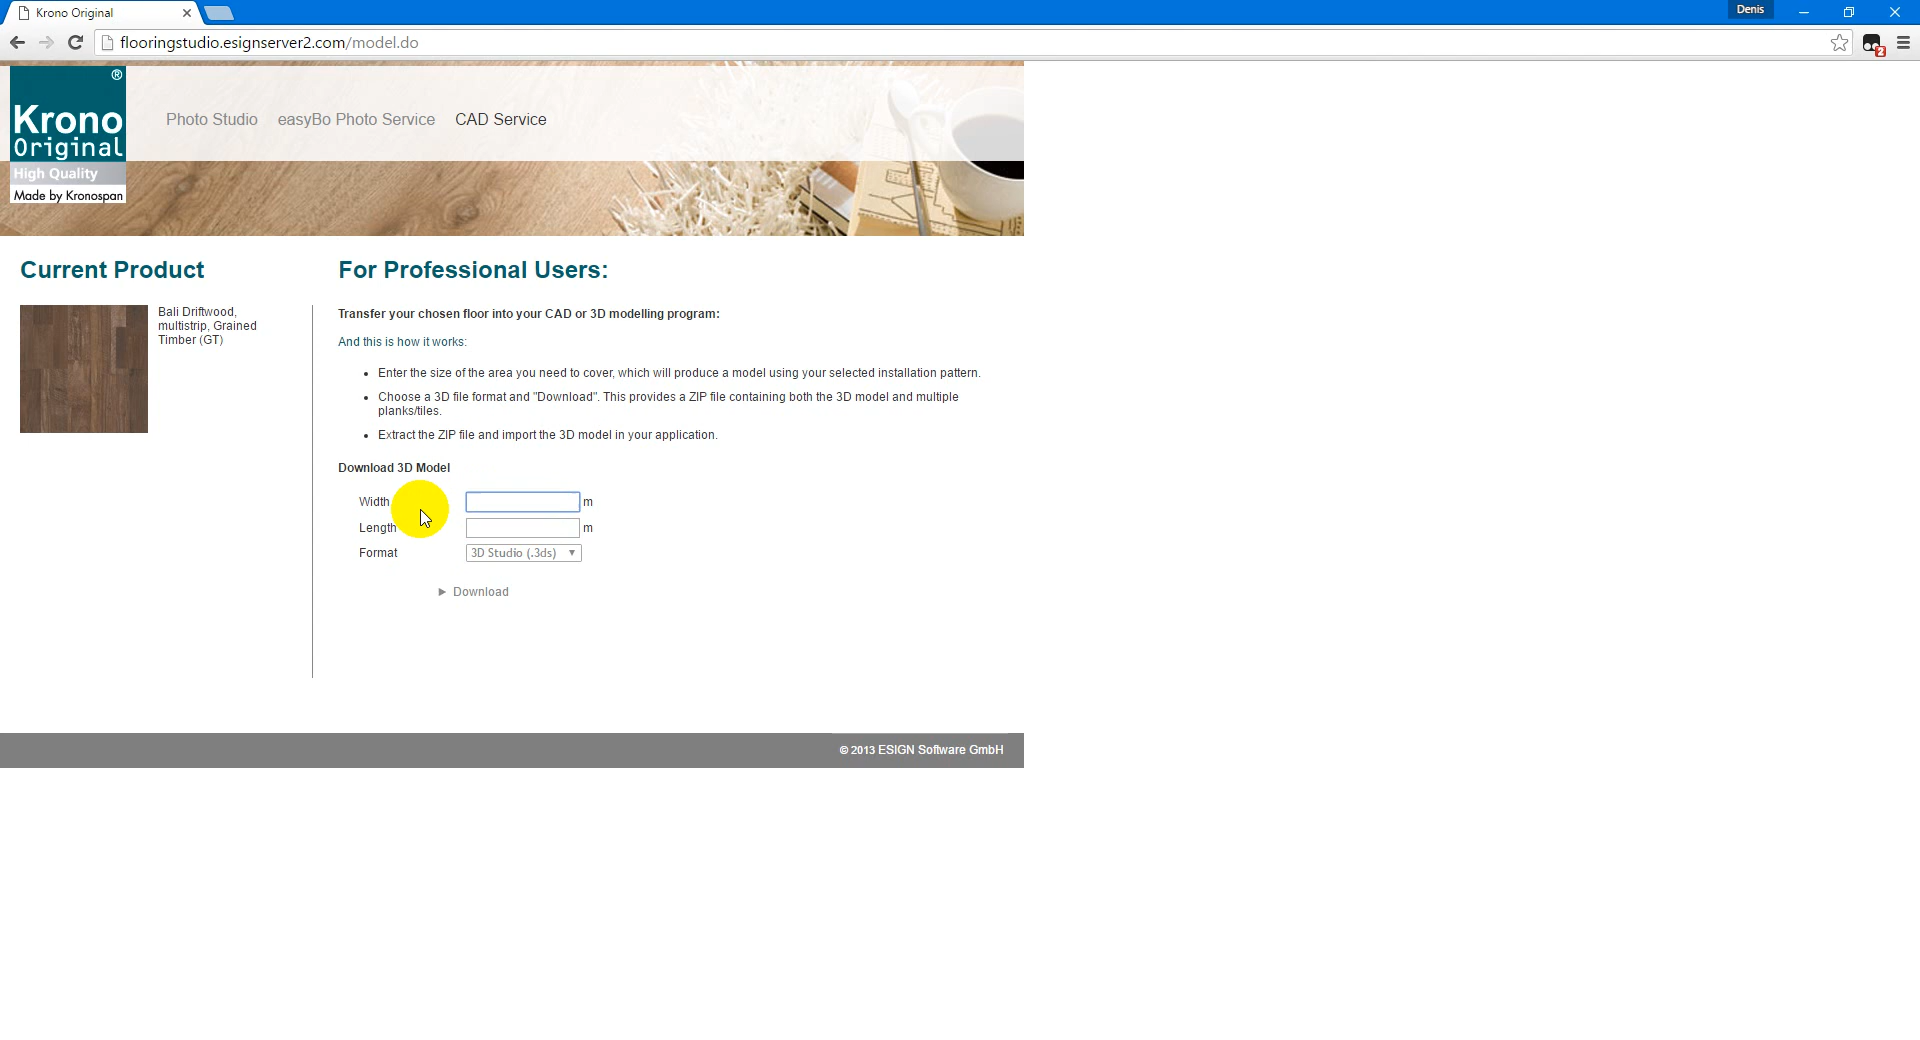 Krono Original
Denis
flooringstudio.esignserver2.com/model.do
2
®
Krono
Original
High Quality
Made by Kronospan
Photo Studio easyBo Photo Service CAD Service
Current Product
Bali Driftwood,
multistrip, Grained
Timber (GT)
For Professional Users:
Transfer your chosen floor into your CAD or 3D modelling program:
And this is how it works:
• Enter the size of the area you need to cover, which will produce a model using your selected installation pattern.
• Choose a 3D file format and "Download". This provides a ZIP file containing both the 3D model and multiple
planks/tiles.
• Extract the ZIP file and import the 3D model in your application.
Download 3D Model
Width m
Length m
Format 3D Studio (.3ds)
Download
© 2013 ESIGN Software GmbH